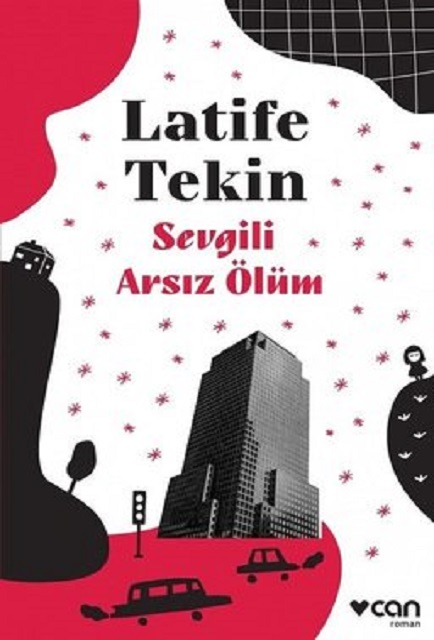 Latife
Tekin
Sevgili
Arsız Ölüm
can
roman